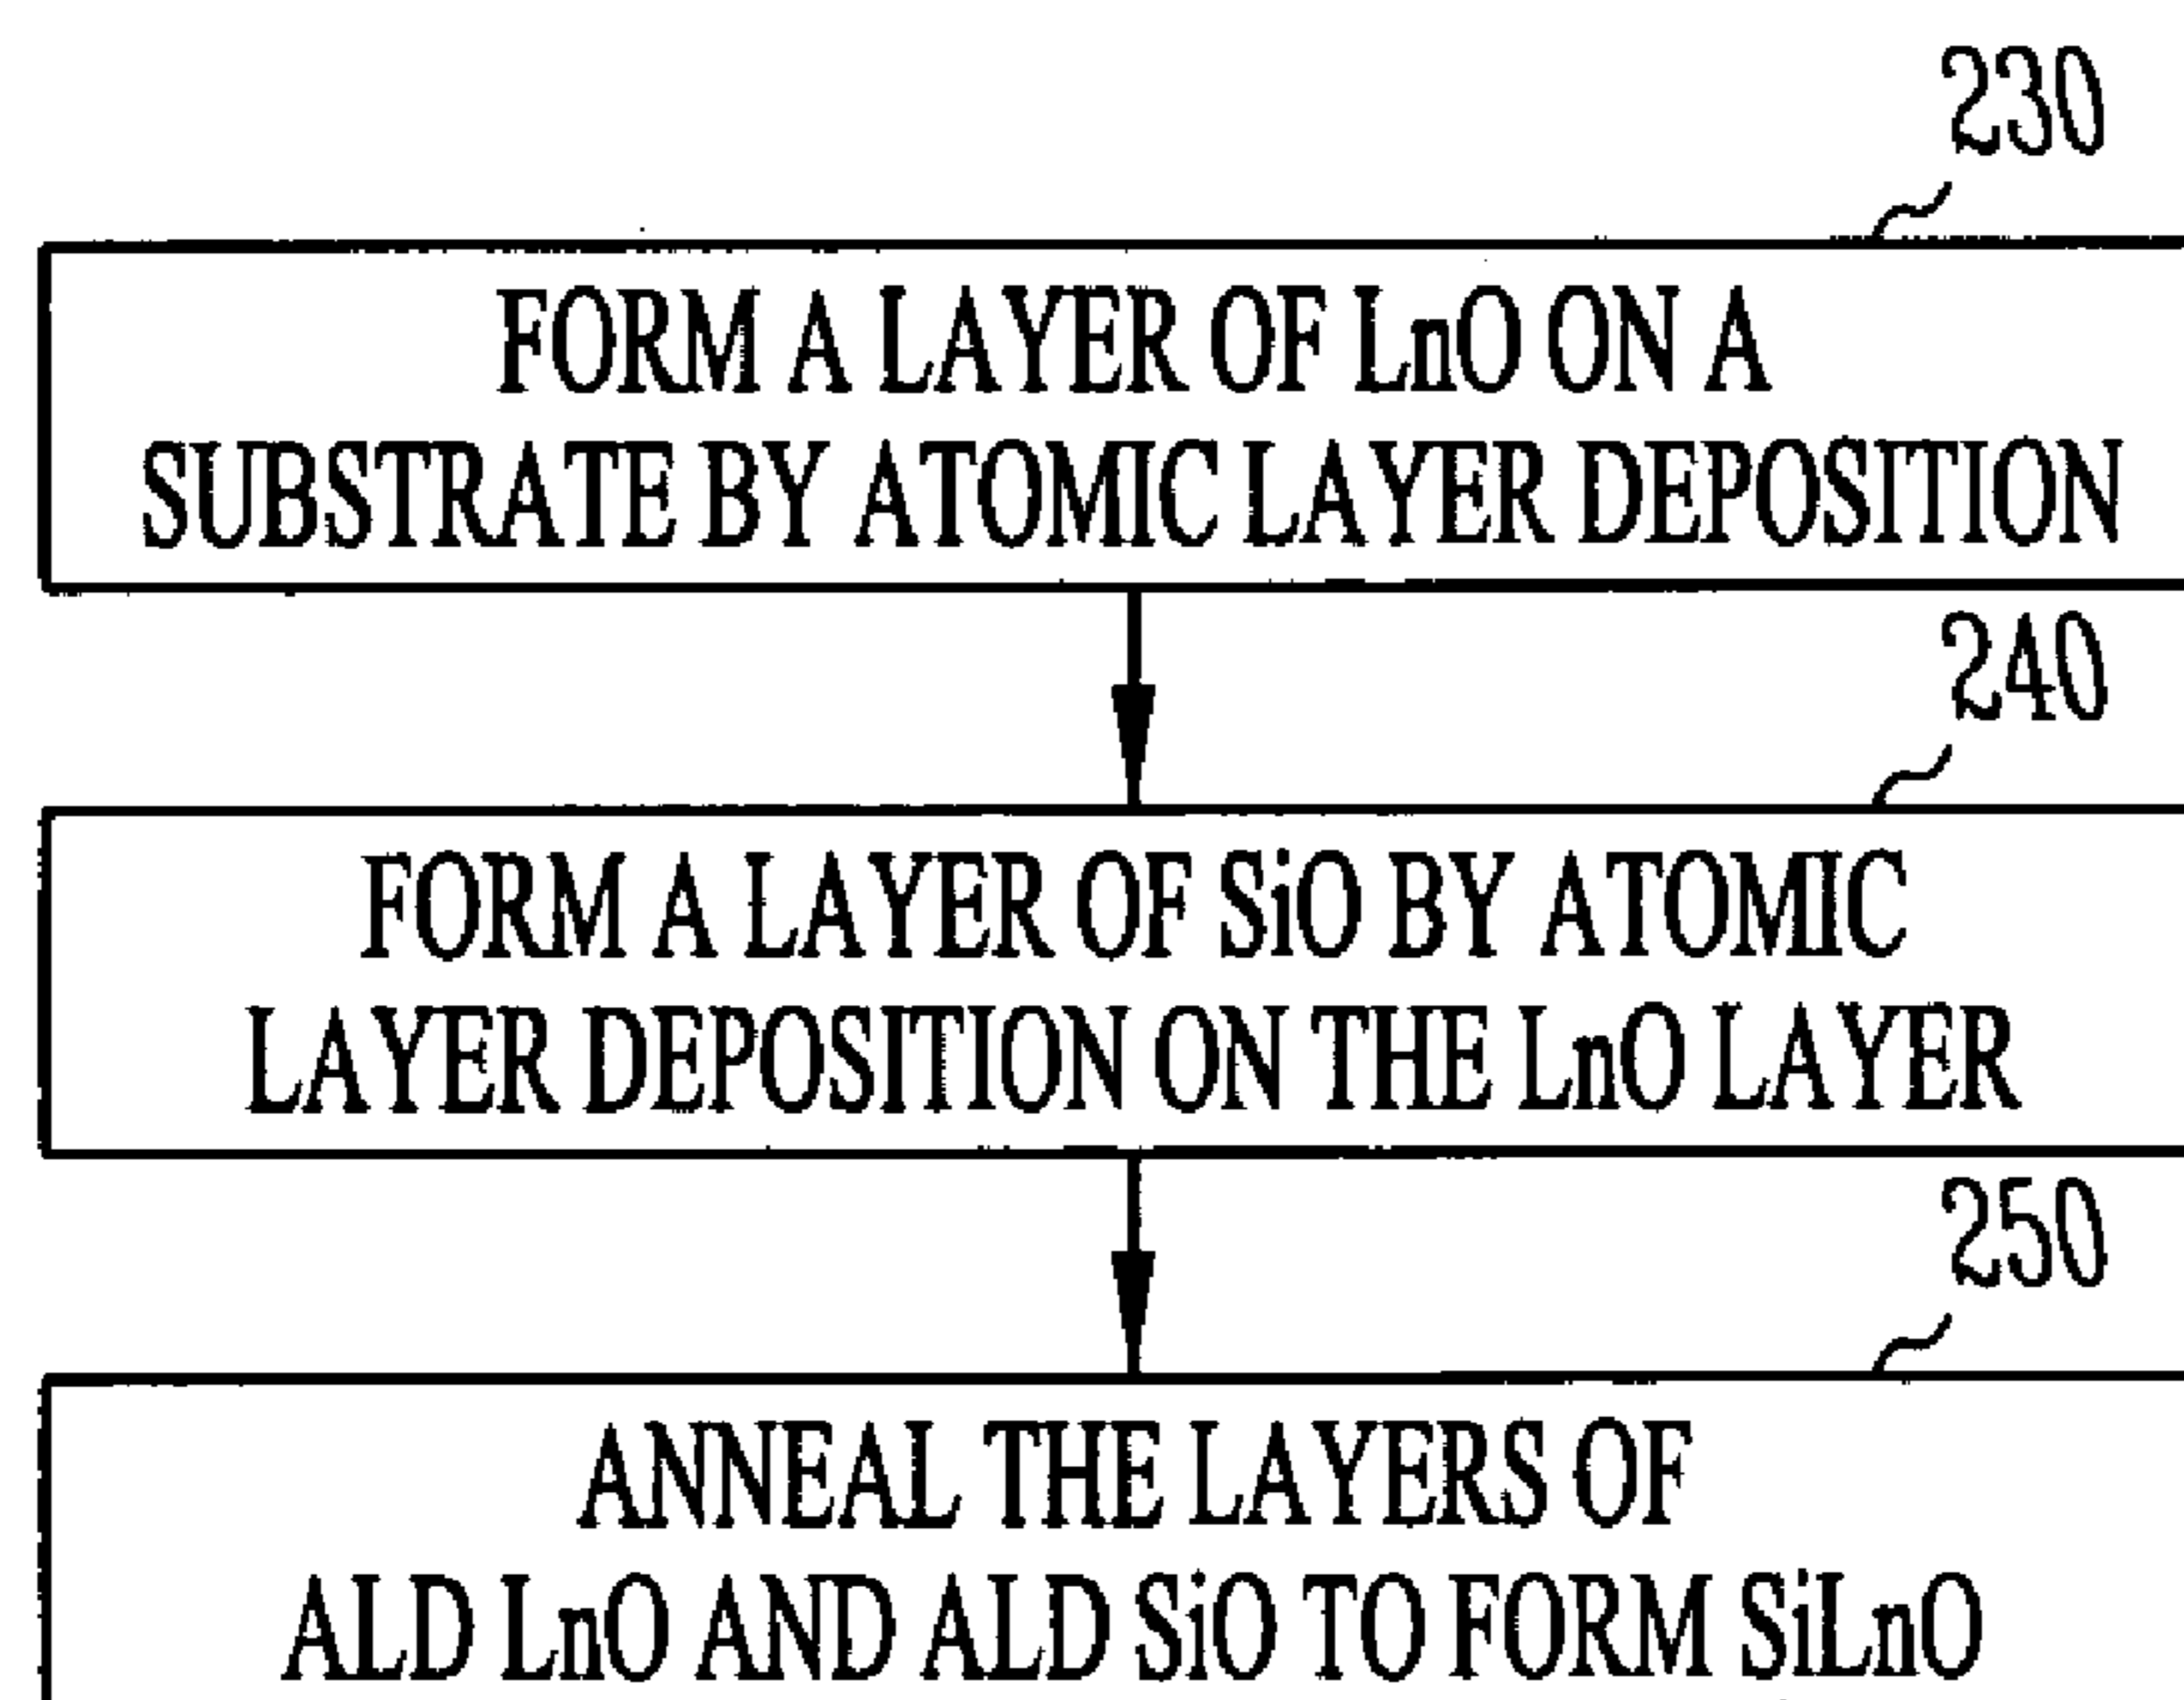 230
FORM A LAYER OF LnO ON A
SUBSTRATE BY ATOMIC LAYER DEPOSITION
240
FORM A LAYER OF SiO BY ATOMIC
LAYER DEPOSITION ON THE LnO LAYER
250
ANNEAL THE LAYERS OF
ALD LnO AND ALD SiO TO FORM SiLnO